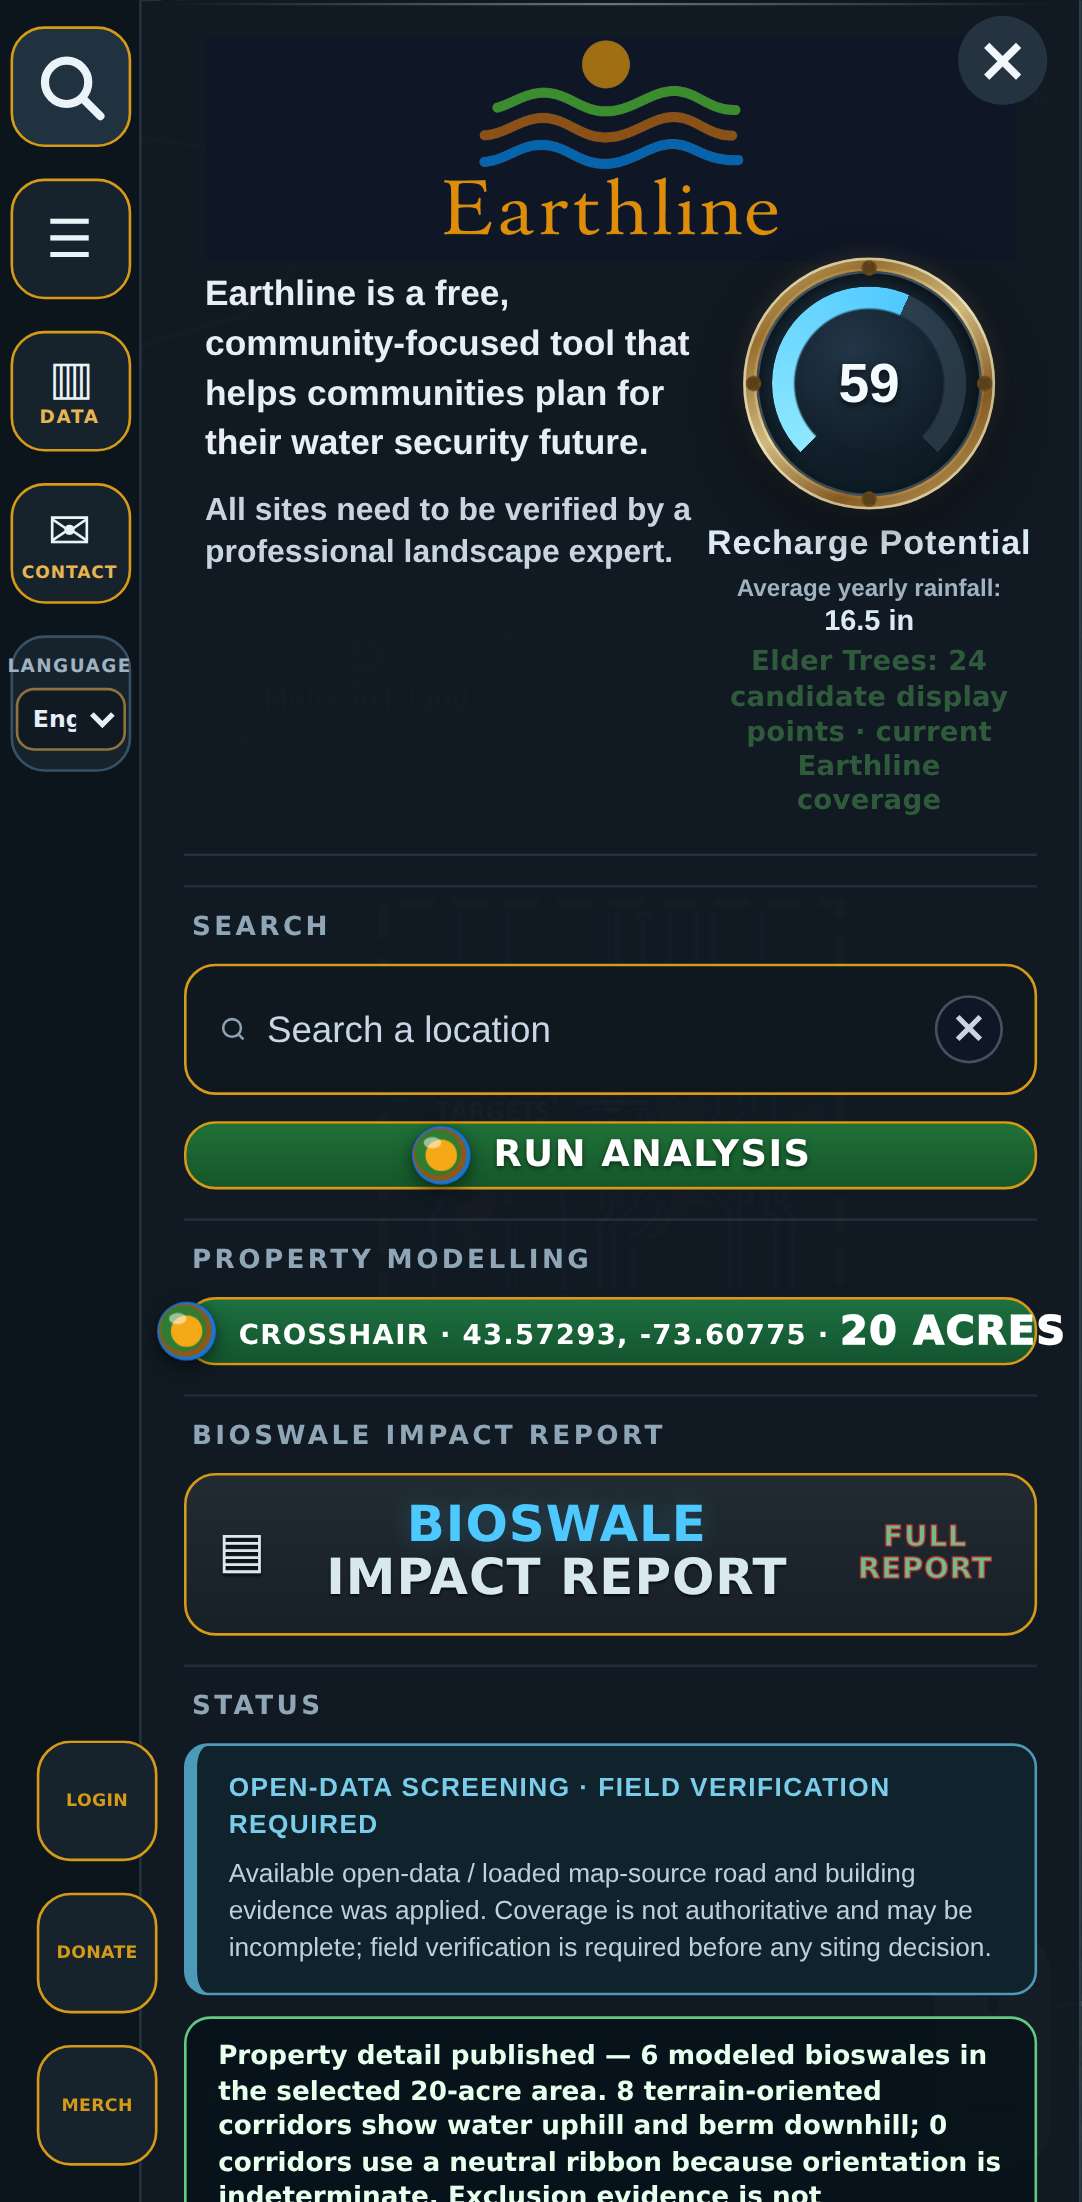 Earthline
Earthline is a free,
community-focused tool that
helps communities plan for
their water security future.
All sites need to be verified by a
professional landscape expert.
59
Recharge Potential
Average yearly rainfall:
16.5 in
Elder Trees: 24
candidate display
points · current
Earthline
coverage
DATA
CONTACT
LANGUAGE
Eng
SEARCH
Search a location
TARGETS
RUN ANALYSIS
PROPERTY MODELLING
CROSSHAIR · 43.57293, -73.60775 · 20 ACRES
BIOSWALE IMPACT REPORT
BIOSWALE
IMPACT REPORT
FULL
REPORT
STATUS
OPEN-DATA SCREENING · FIELD VERIFICATION
REQUIRED
Available open-data / loaded map-source road and building
evidence was applied. Coverage is not authoritative and may be
incomplete; field verification is required before any siting decision.
LOGIN
DONATE
MERCH
Property detail published — 6 modeled bioswales in
the selected 20-acre area. 8 terrain-oriented
corridors show water uphill and berm downhill; 0
corridors use a neutral ribbon because orientation is
indeterminate. Exclusion evidence is not